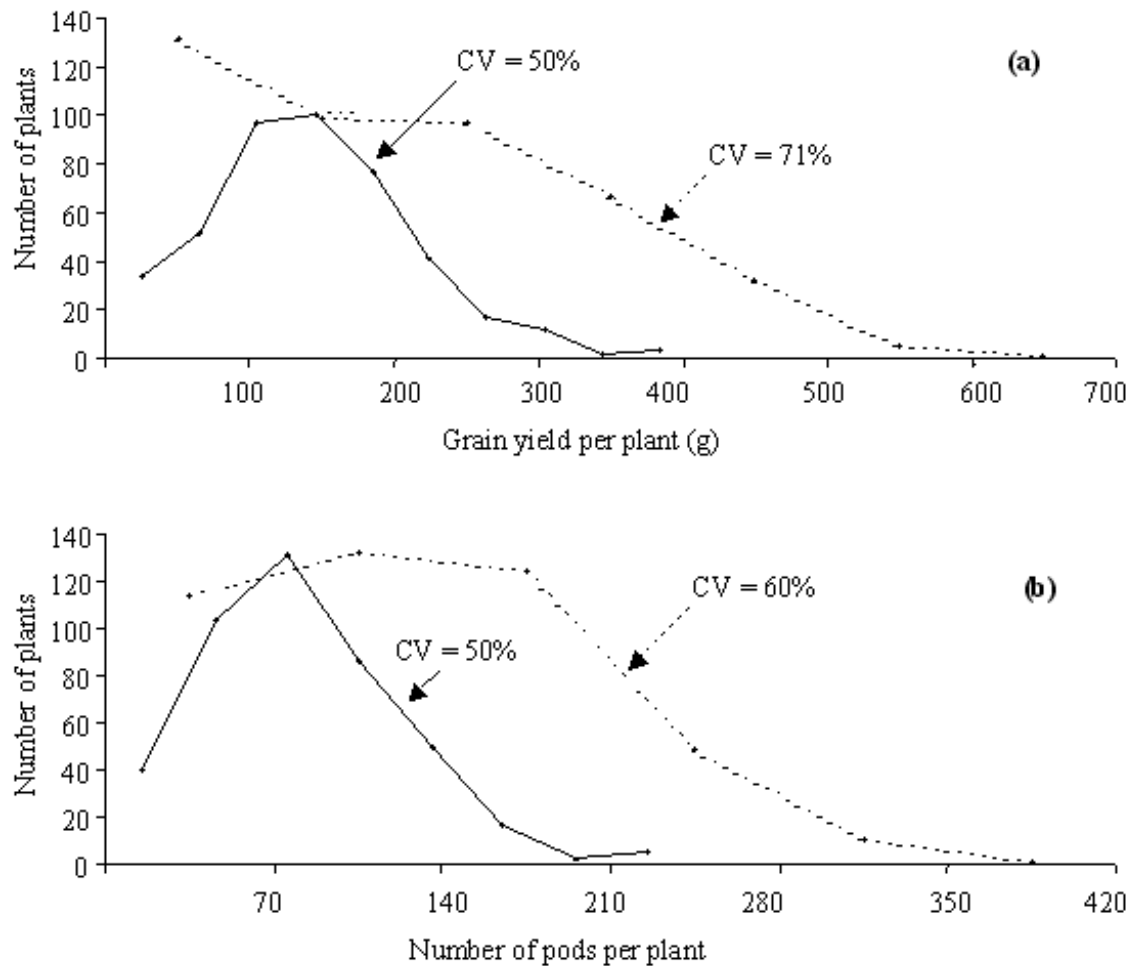 140
120
100
80
60
40
20
0
Number of plants
CV = 50%
(a)
CV = 71%
100 200 300 400 500 600 700
Grain yield per plant (g)
140
120
100
80
60
40
20
0
Number of plants
CV = 60%
(b)
CV = 50%
70 140 210 280 350 420
Number of pods per plant